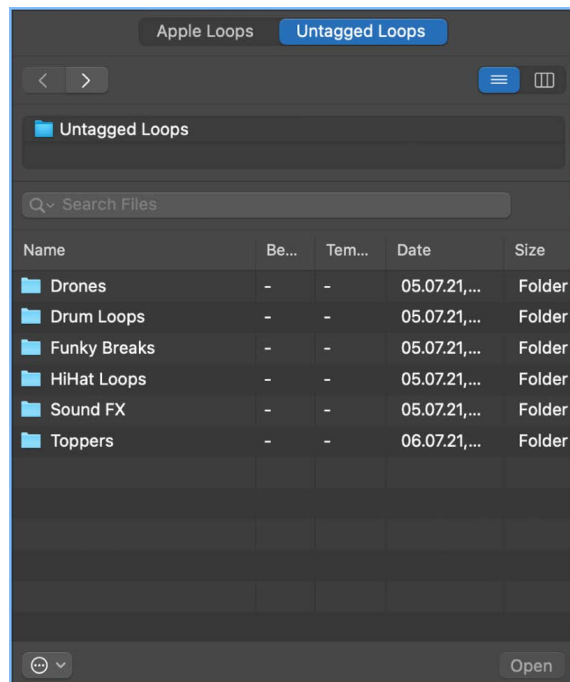 Apple Loops Untagged Loops
Untagged Loops
Search Files
Name Be... Tem... Date Size
Drones - - 05.07.21,... Folder
Drum Loops - - 05.07.21,... Folder
Funky Breaks - - 05.07.21,... Folder
HiHat Loops - - 05.07.21,... Folder
Sound FX - - 05.07.21,... Folder
Toppers - - 06.07.21,... Folder
Open